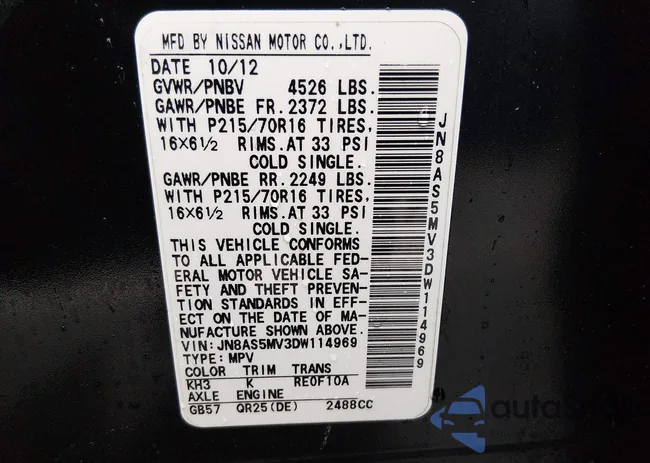 MFD BY NISSAN MOTOR CO.,LTD.
DATE 10/12
GVWR/PNBV 4526 LBS.
GAWR/PNBE FR. 2372 LBS.
WITH P215/70R16 TIRES,
16×6½ RIMS.AT 33 PSI
COLD SINGLE.
GAWR/PNBE RR. 2249 LBS.
WITH P215/70R16 TIRES,
16×6½ RIMS.AT 33 PSI
COLD SINGLE.
THIS VEHICLE CONFORMS
TO ALL APPLICABLE FED-
ERAL MOTOR VEHICLE SA-
FETY AND THEFT PREVEN-
TION STANDARDS IN EFF-
ECT ON THE DATE OF MA-
NUFACTURE SHOWN ABOVE.
VIN: JN8AS5MV3DW114969
TYPE: MPV
COLOR TRIM TRANS
KH3 K RE0F10A
AXLE ENGINE
GB57 QR25(DE) 2488CC
JN8AS5MV3DW114969